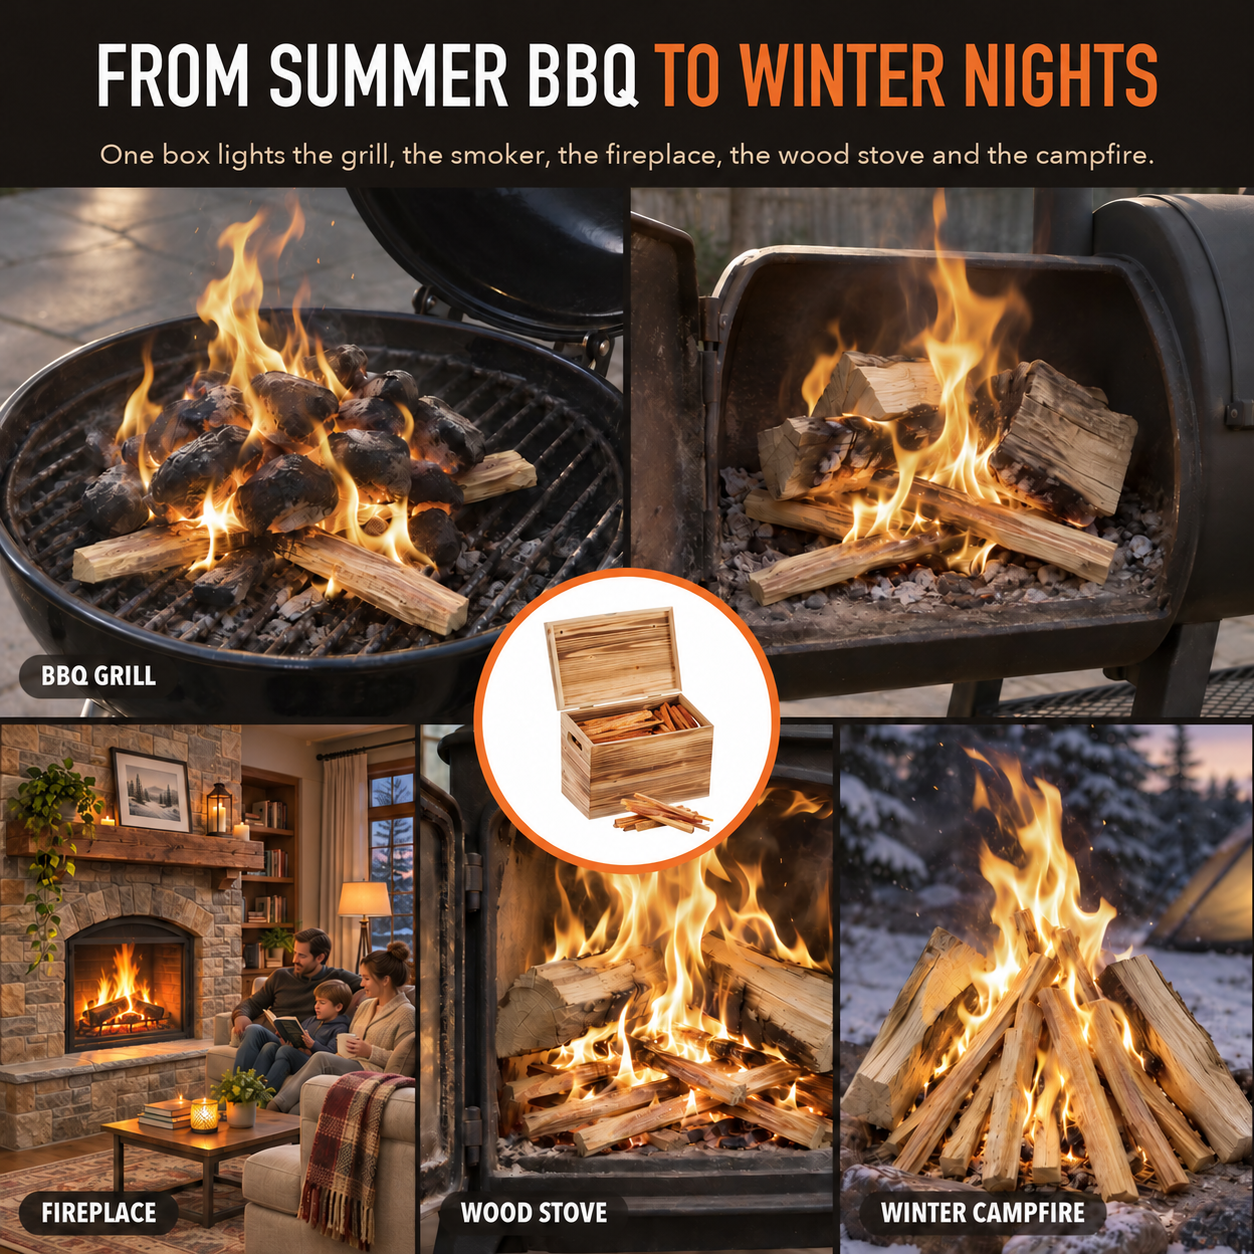 FROM SUMMER BBQ TO WINTER NIGHTS
One box lights the grill, the smoker, the fireplace, the wood stove and the campfire.
BBQ GRILL
FIREPLACE
WOOD STOVE
WINTER CAMPFIRE